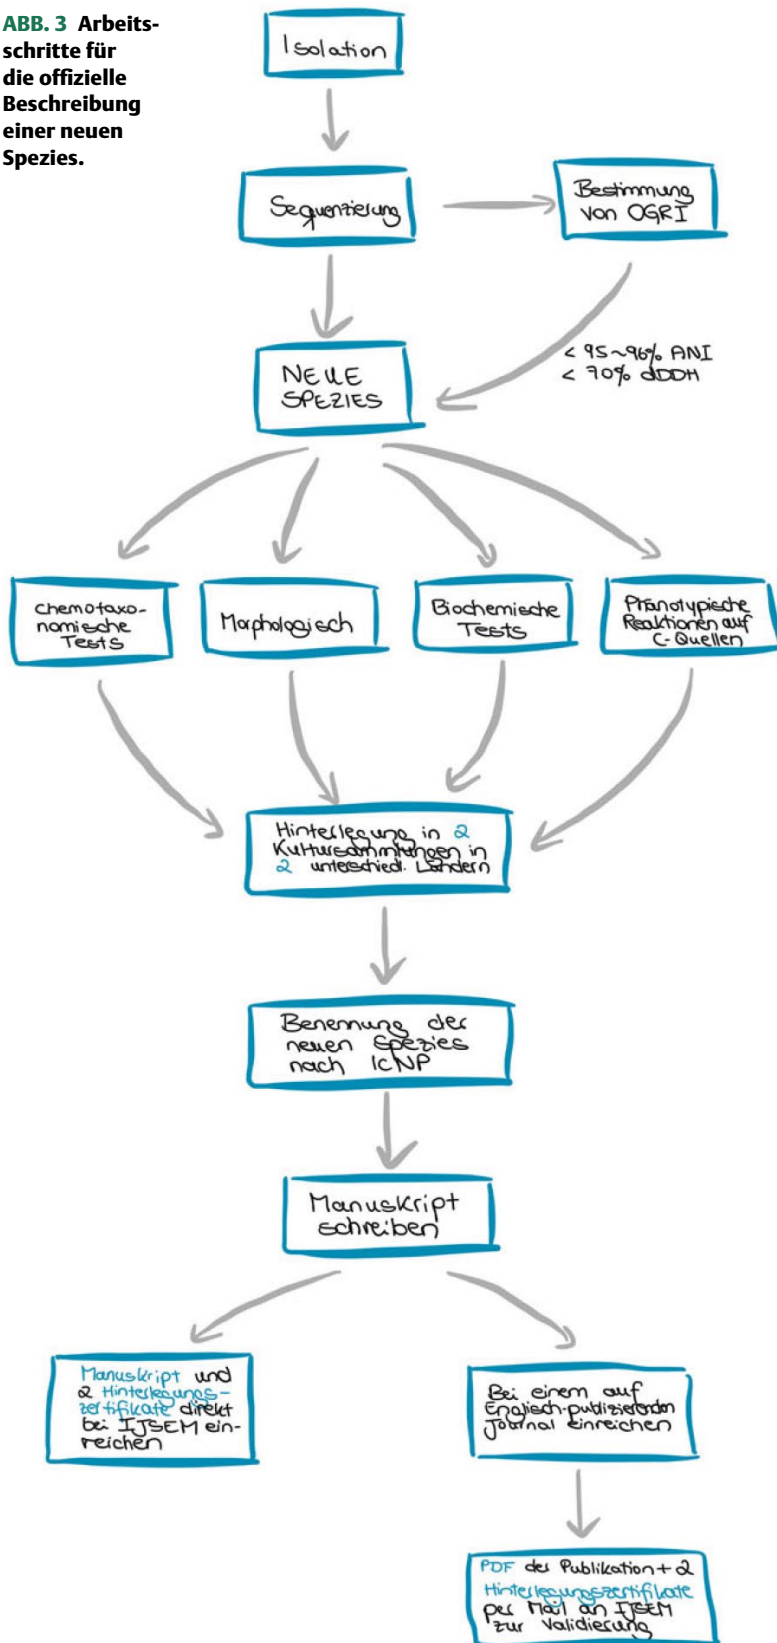 ABB. 3 Arbeits-
schritte für
die offizielle
Beschreibung
einer neuen
Spezies.
Isolation
Sequenzierung
Bestimmung
von OGRI
< 95~96% ANI
< 70% dDDH
NEUE
SPEZIES
chemotaxo-
nomische
Tests
Morphologisch
Biochemische
Tests
Phänotypische
Reaktionen auf
C-Quellen
Hinterlegung in 2
Kultursammlungen in
2 unterschiedl. Ländern
Benennung der
neuen Spezies
nach ICNP
Manuskript
schreiben
Manuskript und
2 Hinterlegungs-
zertifikate direkt
bei IJSEM ein-
reichen
Bei einem auf
Englisch-publizierenden
Journal einreichen
PDF der Publikation + 2
Hinterlegungszertifikate
per Mail an IJSEM
zur Validierung